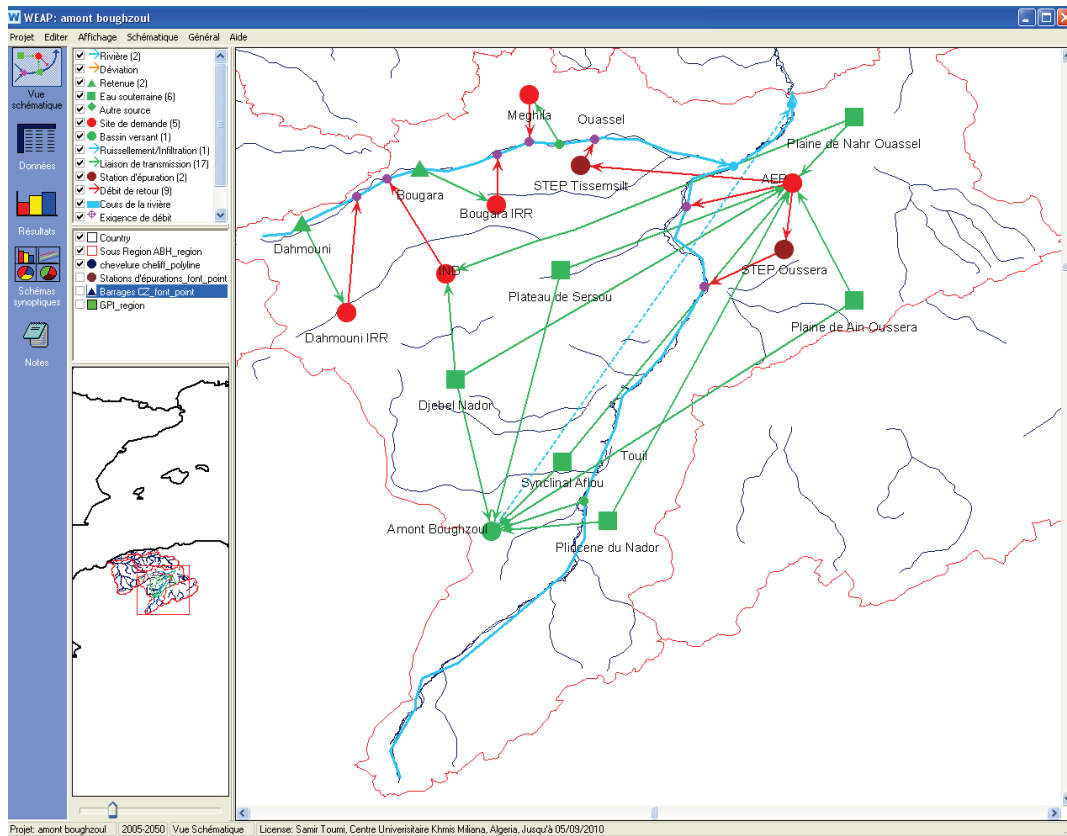 WEAP: amont boughzoul
Projet Editer Affichage Schématique Général Aide
Vue schématique
Données
Résultats
Schémas synoptiques
Notes
Rivière (2)
Déviation
Retenue (2)
Eau souterraine (6)
Autre source
Site de demande (5)
Bassin versant (1)
Ruissellement/Infiltration (1)
Liaison de transmission (17)
Station d'épuration (2)
Débit de retour (9)
Cours de la rivière
Exigence de débit
Country
Sous Region ABH_region
chevelure cheliff_polyline
Stations d'épurations_font_point
Barrages CZ_font_point
GPI_region
Meghila
Ouassel
Plaine de Nahr Ouassel
STEP Tissemsilt
AEP
Bougara
Bougara IRR
Dahmouni
STEP Oussera
INB
Plateau de Sersou
Plaine de Ain Oussera
Dahmouni IRR
Djebel Nador
Touil
Synclinal Aflou
Amont Boughzoul
Pliocene du Nador
Projet: amont boughzoul 2005-2050 Vue Schématique License: Samir Toumi, Centre Univerisitaire Khmis Miliana, Algeria, Jusqu'à 05/09/2010